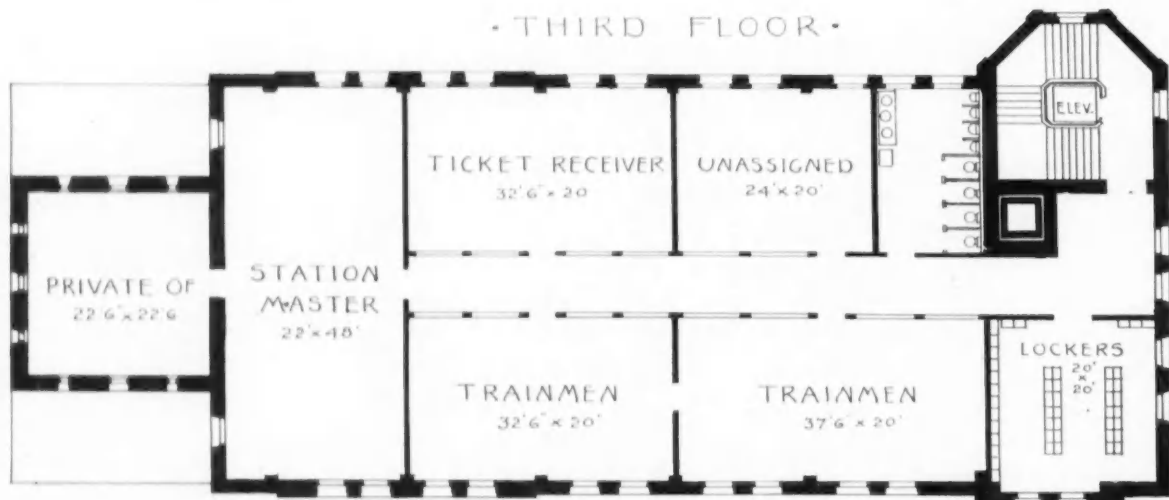 · THIRD FLOOR ·
ELEV.
TICKET RECEIVER
32'.6" x 20
UNASSIGNED
24' x 20'
PRIVATE OF
22'6" x 22'6
STATION
MASTER
22' x 48'
LOCKERS
20'
x
20'
TRAINMEN
32'.6" x 20'
TRAINMEN
37'6" x 20'